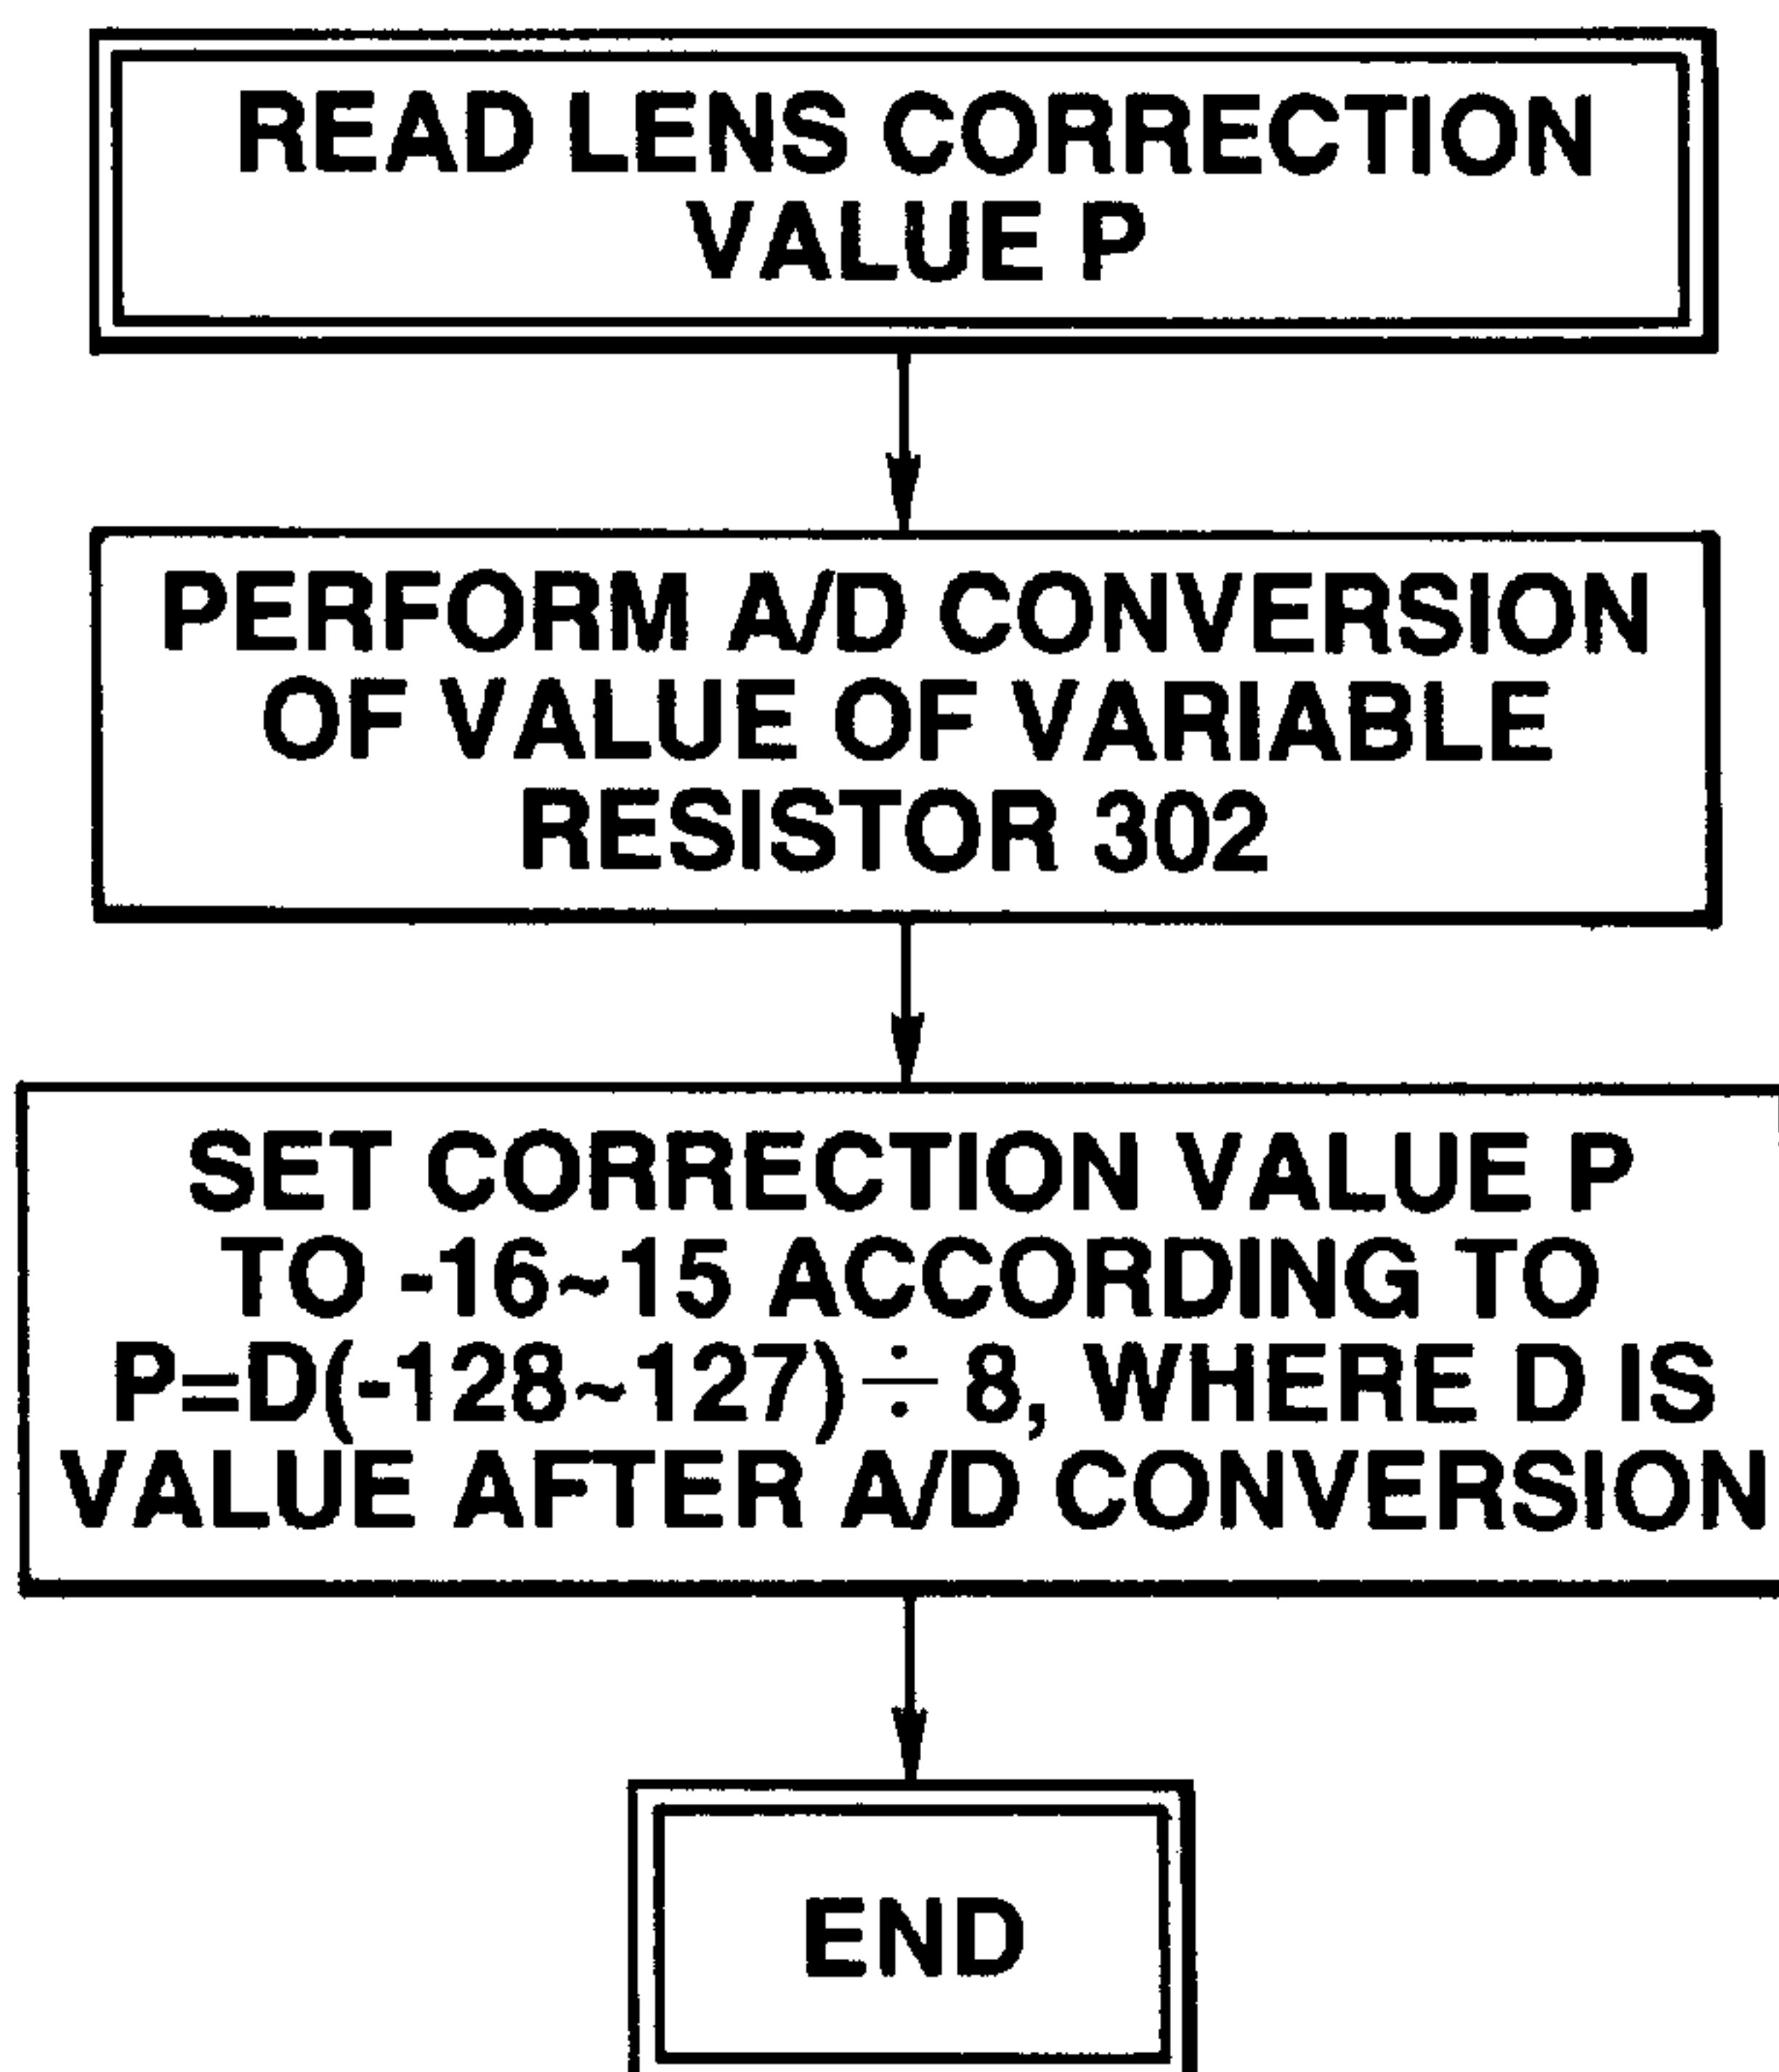 READ LENS CORRECTION
VALUE P
PERFORM A/D CONVERSION
OF VALUE OF VARIABLE
RESISTOR 302
SET CORRECTION VALUE P
TO -16~15 ACCORDING TO
P=D(-128~127)÷8, WHERE D IS
VALUE AFTER A/D CONVERSION
END